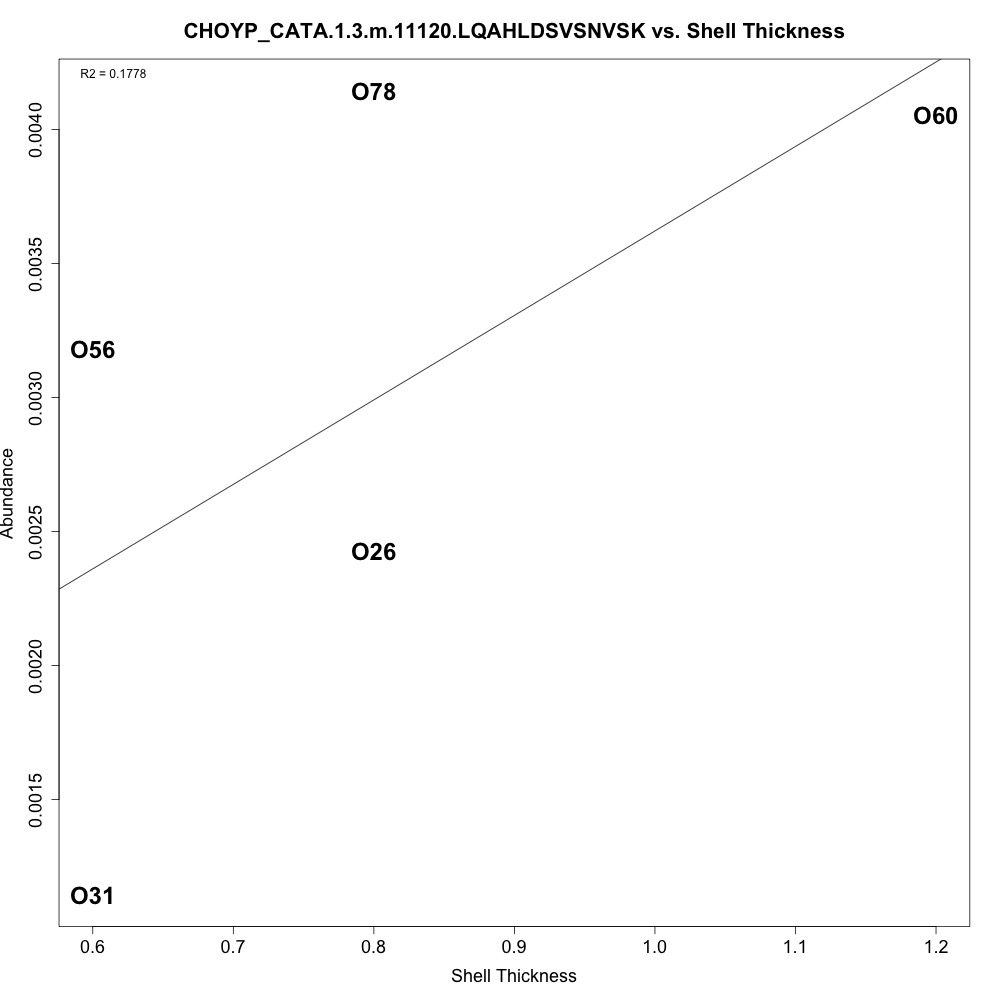 CHOYP_CATA.1.3.m.11120.LQAHLDSVSNVSK vs. Shell Thickness
R2 = 0.1778
O78
O60
O56
O26
O31
Abundance
0.0040
0.0035
0.0030
0.0025
0.0020
0.0015
0.6 0.7 0.8 0.9 1.0 1.1 1.2
Shell Thickness